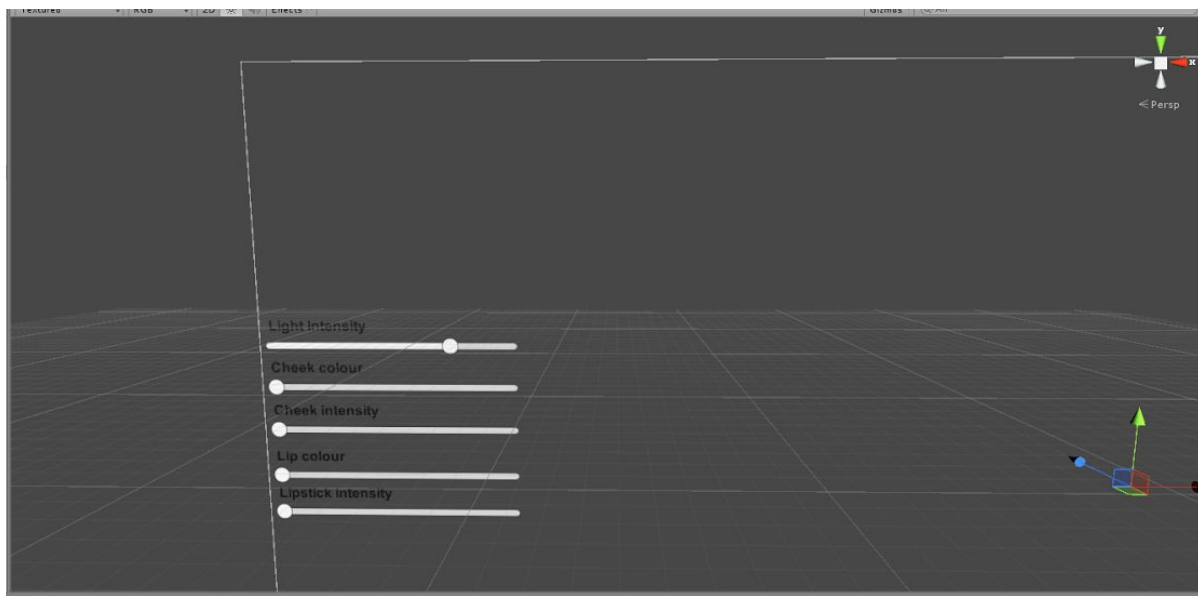 Textured RGB 2D Effects Gizmos All
y
x
Persp
Light Intensity
Cheek colour
Cheek intensity
Lip colour
Lipstick intensity